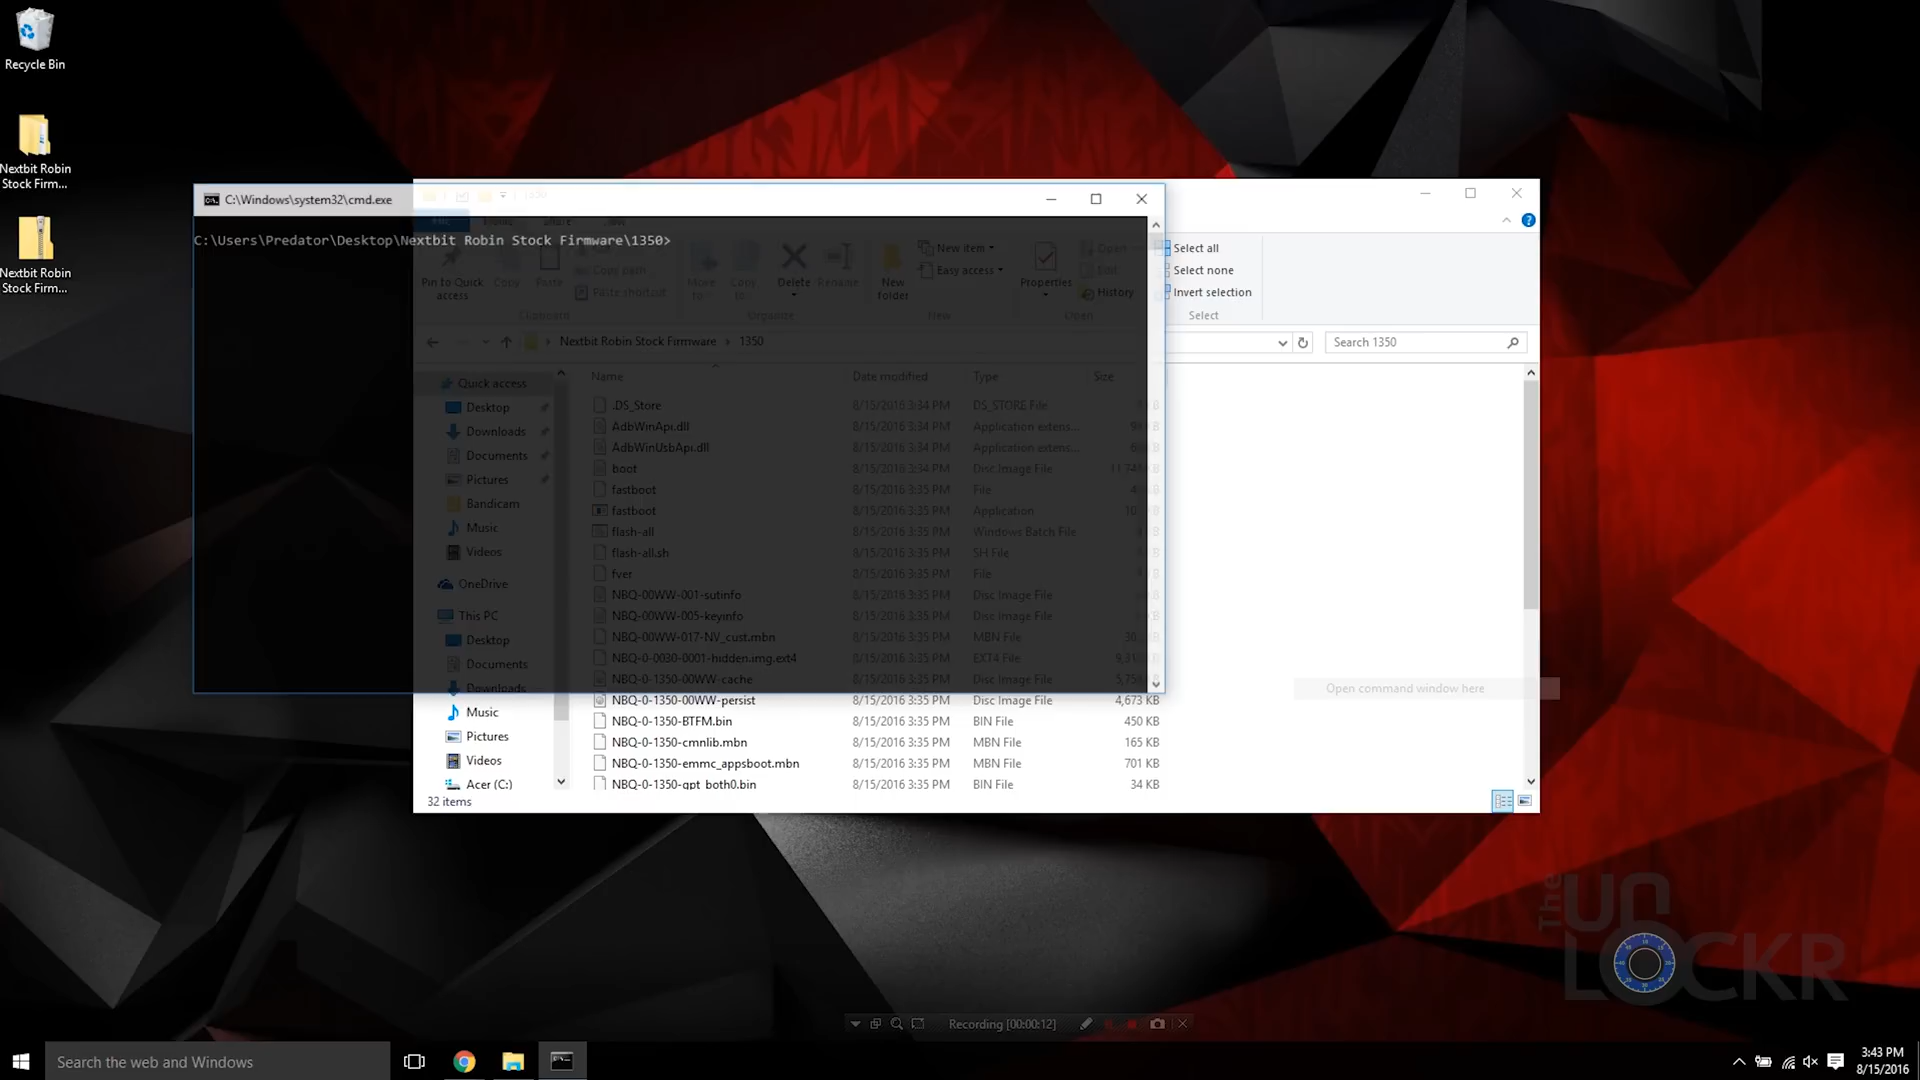 Recycle Bin
Nextbit Robin
Stock Firm...
Nextbit Robin
Stock Firm...
C:\Windows\system32\cmd.exe
1350
C:\Users\Predator\Desktop\Nextbit Robin Stock Firmware\1350>
Pin to Quick
access
Copy
Paste
Copy path
Paste shortcut
Clipboard
Move
to
Copy
to
Delete
Rename
Organize
New
folder
New item
Easy access
New
Properties
Open
Edit
History
Open
Select all
Select none
Invert selection
Select
Nextbit Robin Stock Firmware
1350
Search 1350
Name Date modified Type Size
Quick access
Desktop
Downloads
Documents
Pictures
Bandicam
Music
Videos
OneDrive
This PC
Desktop
Documents
Downloads
Music
Pictures
Videos
Acer (C:)
.DS_Store 8/15/2016 3:34 PM DS_STORE File
AdbWinApi.dll 8/15/2016 3:34 PM Application extens...
AdbWinUsbApi.dll 8/15/2016 3:34 PM Application extens...
boot 8/15/2016 3:34 PM Disc Image File
fastboot 8/15/2016 3:35 PM File
fastboot 8/15/2016 3:35 PM Application
flash-all 8/15/2016 3:35 PM Windows Batch File
flash-all.sh 8/15/2016 3:35 PM SH File
fver 8/15/2016 3:35 PM File
NBQ-00WW-001-sutinfo 8/15/2016 3:35 PM Disc Image File
NBQ-00WW-005-keyinfo 8/15/2016 3:35 PM Disc Image File
NBQ-00WW-017-NV_cust.mbn 8/15/2016 3:35 PM MBN File
NBQ-0-0030-0001-hidden.img.ext4 8/15/2016 3:35 PM EXT4 File
NBQ-0-1350-00WW-cache 8/15/2016 3:35 PM Disc Image File
NBQ-0-1350-00WW-persist 8/15/2016 3:35 PM Disc Image File 4,673 KB
NBQ-0-1350-BTFM.bin 8/15/2016 3:35 PM BIN File 450 KB
NBQ-0-1350-cmnlib.mbn 8/15/2016 3:35 PM MBN File 165 KB
NBQ-0-1350-emmc_appsboot.mbn 8/15/2016 3:35 PM MBN File 701 KB
NBQ-0-1350-gpt_both0.bin 8/15/2016 3:35 PM BIN File 34 KB
Open command window here
32 items
The
UNLOCKR
Recording [00:00:12]
Search the web and Windows
3:43 PM
8/15/2016